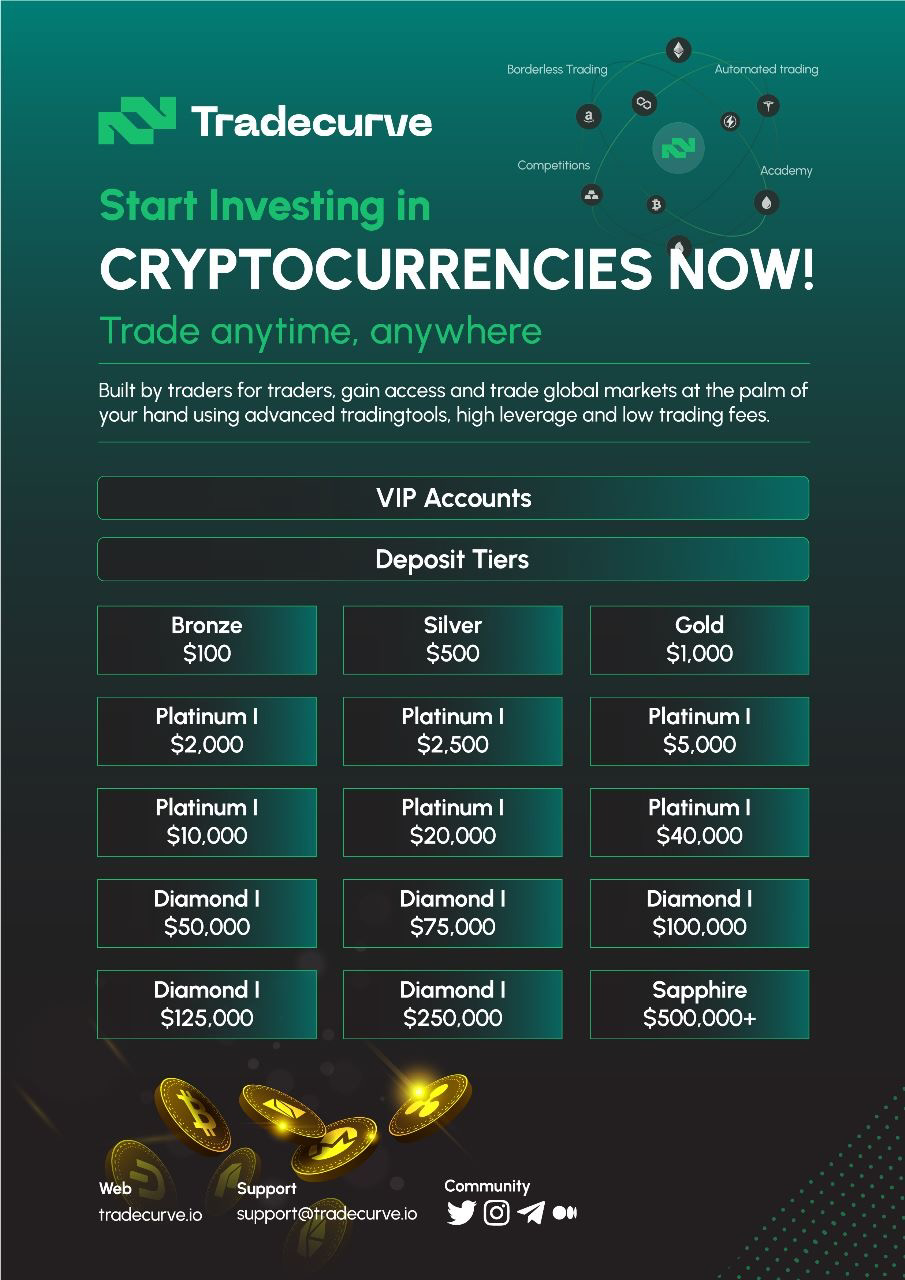 Borderless Trading
Automated trading
Tradecurve
Competitions
Academy
Start Investing in
CRYPTOCURRENCIES NOW!
Trade anytime, anywhere
Built by traders for traders, gain access and trade global markets at the palm of
your hand using advanced tradingtools, high leverage and low trading fees.
VIP Accounts
Deposit Tiers
Bronze
$100
Silver
$500
Gold
$1,000
Platinum I
$2,000
Platinum I
$2,500
Platinum I
$5,000
Platinum I
$10,000
Platinum I
$20,000
Platinum I
$40,000
Diamond I
$50,000
Diamond I
$75,000
Diamond I
$100,000
Diamond I
$125,000
Diamond I
$250,000
Sapphire
$500,000+
Web
tradecurve.io
Support
support@tradecurve.io
Community